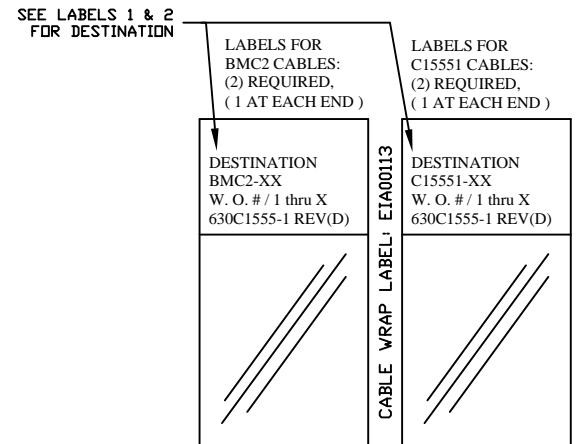 SEE LABELS 1 & 2
FOR DESTINATION
LABELS FOR
BMC2 CABLES:
(2) REQUIRED,
( 1 AT EACH END )
LABELS FOR
C15551 CABLES:
(2) REQUIRED,
( 1 AT EACH END )
DESTINATION
BMC2-XX
W. O. # / 1 thru X
630C1555-1 REV(D)
CABLE WRAP LABEL: EIA00113
DESTINATION
C15551-XX
W. O. # / 1 thru X
630C1555-1 REV(D)